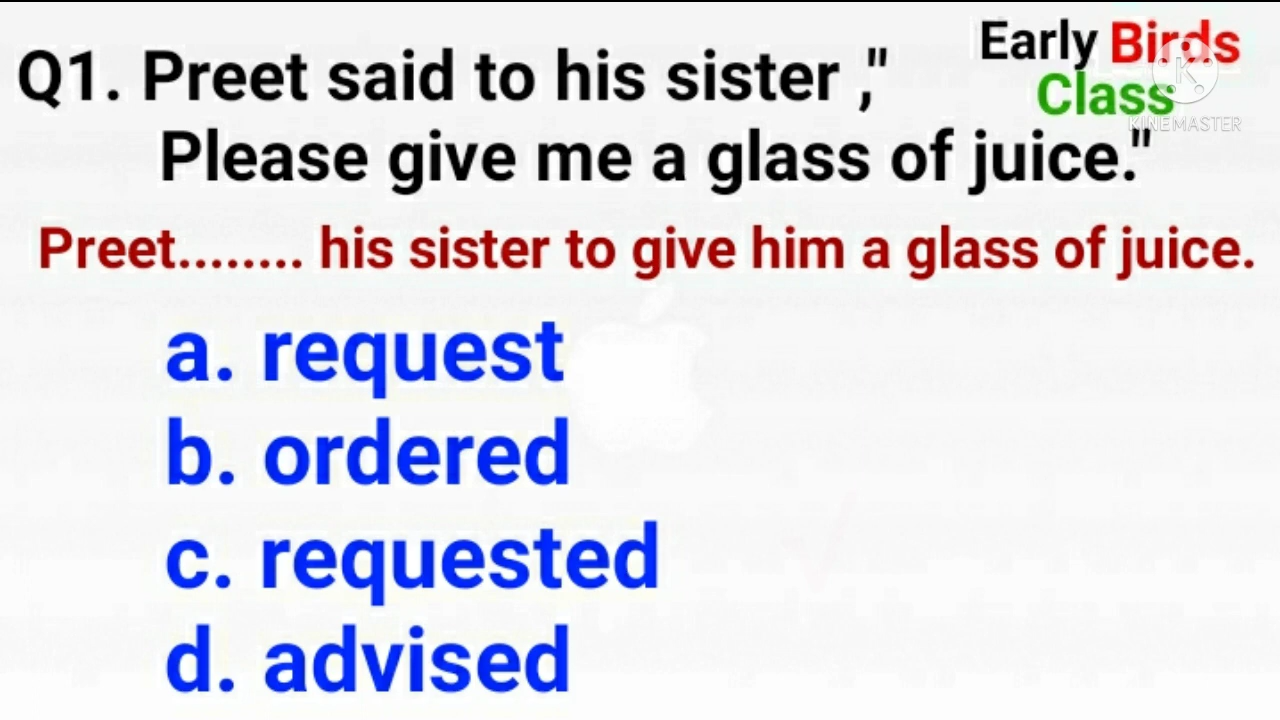 Early Birds
Class
KINEMASTER
Q1. Preet said to his sister ,"
Please give me a glass of juice."
Preet........ his sister to give him a glass of juice.
a. request
b. ordered
c. requested
d. advised